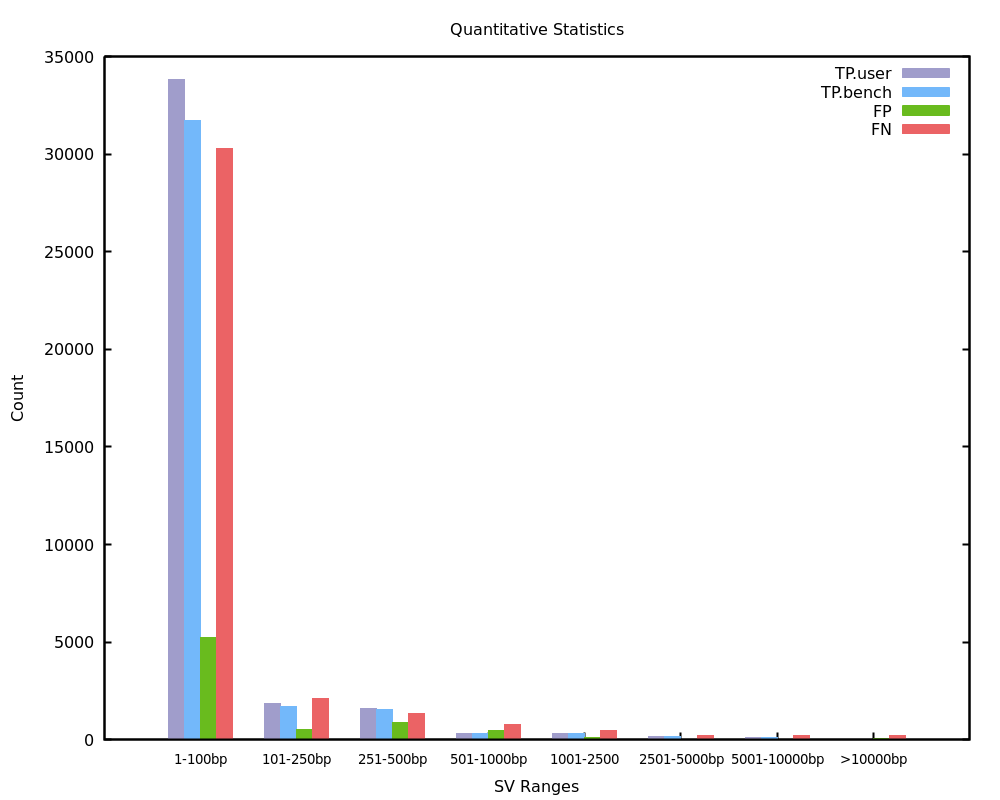 Quantitative Statistics
35000
30000
25000
20000
15000
10000
5000
0
Count
TP.user
TP.bench
FP
FN
1-100bp 101-250bp 251-500bp 501-1000bp 1001-2500 2501-5000bp 5001-10000bp >10000bp
SV Ranges